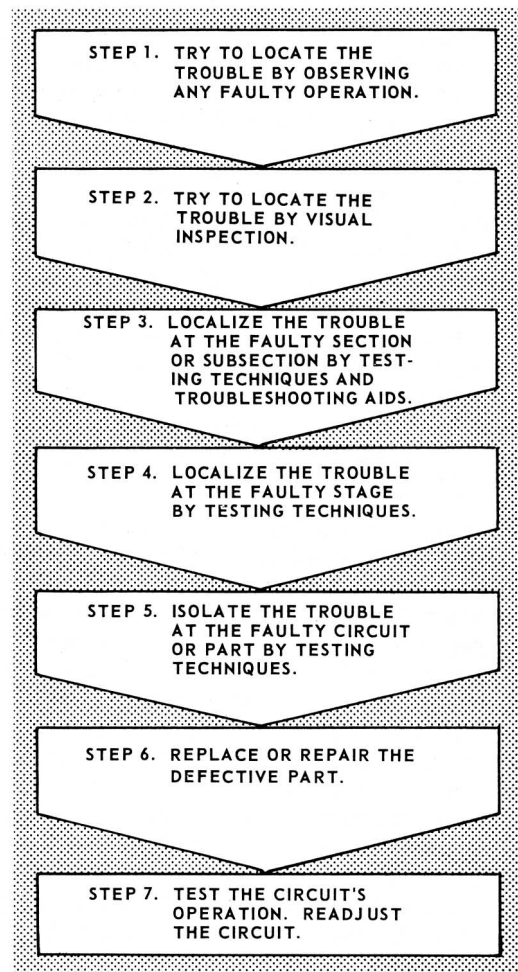 STEP 1. TRY TO LOCATE THE
TROUBLE BY OBSERVING
ANY FAULTY OPERATION.
STEP 2. TRY TO LOCATE THE
TROUBLE BY VISUAL
INSPECTION.
STEP 3. LOCALIZE THE TROUBLE
AT THE FAULTY SECTION
OR SUBSECTION BY TEST-
ING TECHNIQUES AND
TROUBLESHOOTING AIDS.
STEP 4. LOCALIZE THE TROUBLE
AT THE FAULTY STAGE
BY TESTING TECHNIQUES.
STEP 5. ISOLATE THE TROUBLE
AT THE FAULTY CIRCUIT
OR PART BY TESTING
TECHNIQUES.
STEP 6. REPLACE OR REPAIR THE
DEFECTIVE PART.
STEP 7. TEST THE CIRCUIT'S
OPERATION. READJUST
THE CIRCUIT.